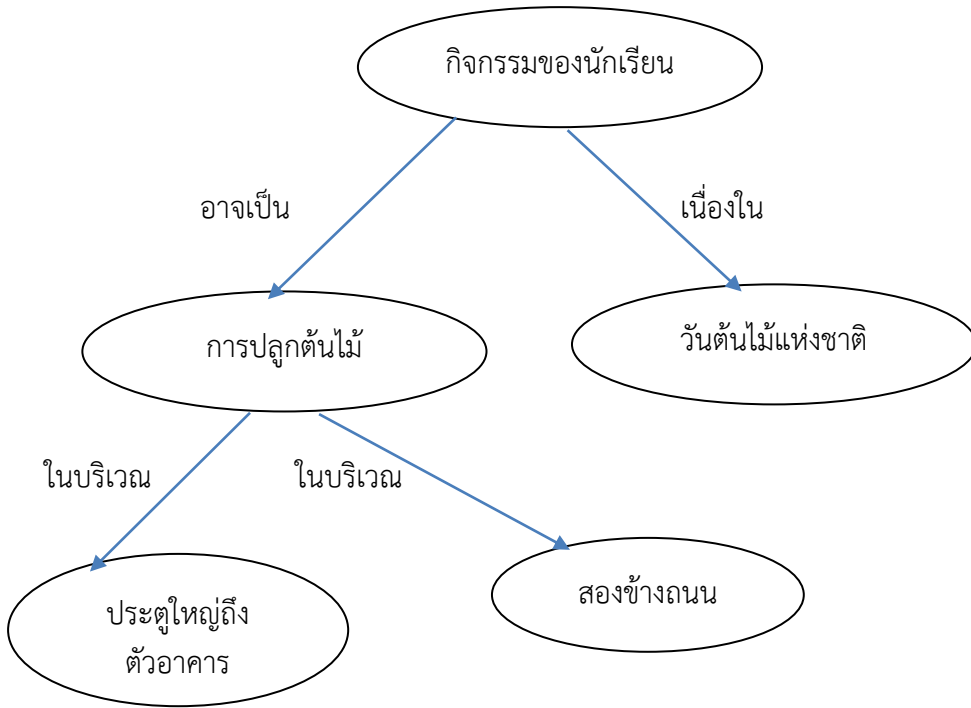 กิจกรรมของนักเรียน
อาจเป็น
เนื่องใน
การปลูกต้นไม้
วันต้นไม้แห่งชาติ
ในบริเวณ
ในบริเวณ
ประตูใหญ่ถึง
ตัวอาคาร
สองข้างถนน